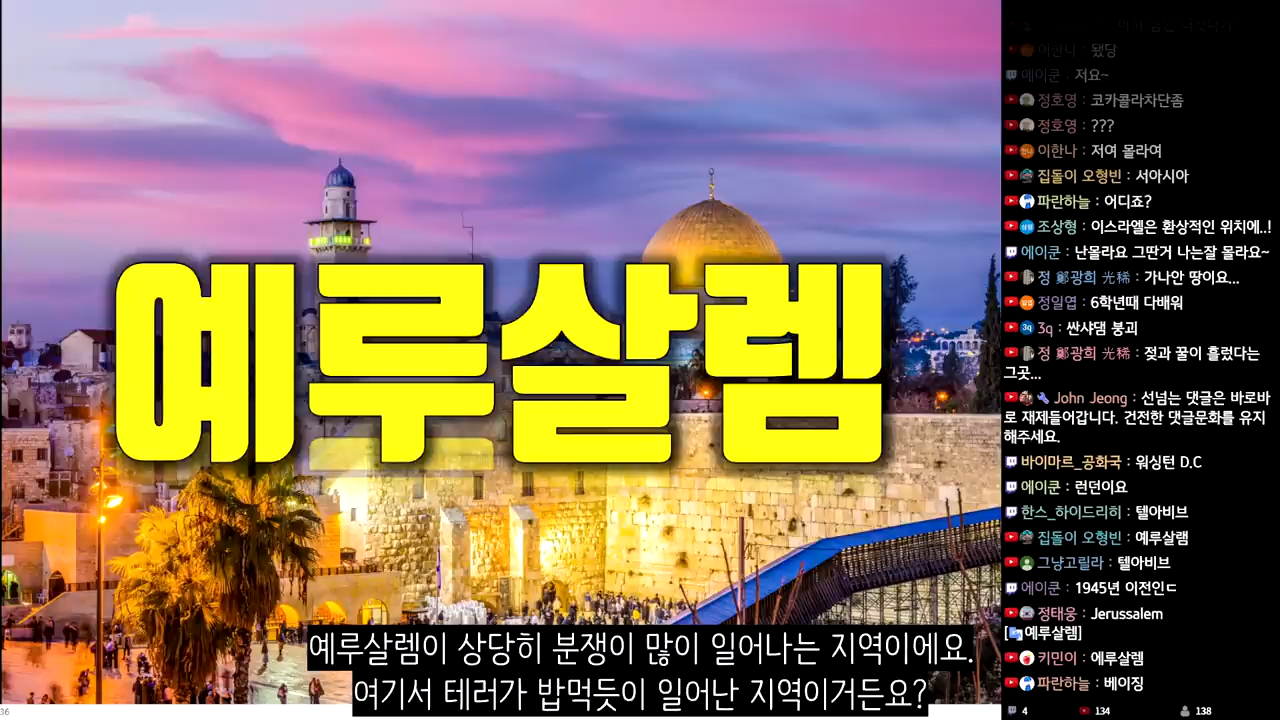 예루살렘
예루살렘이 상당히 분쟁이 많이 일어나는 지역이에요.
여기서 테러가 밥먹듯이 일어난 지역이거든요?
36
이한나 : 됐당
에이쿤 : 저요~
정호영 : 코카콜라차단좀
정호영 : ???
이한나 : 저여 몰라여
집돌이 오형빈 : 서아시아
파란하늘 : 어디죠?
조상형 : 이스라엘은 환상적인 위치에..!
에이쿤 : 난몰라요 그딴거 나는잘 몰라요~
정 鄭광희 光稀 : 가나안 땅이요...
정일엽 : 6학년때 다배워
3q : 싼샤댐 붕괴
정 鄭광희 光稀 : 젖과 꿀이 흘렀다는
그곳...
John Jeong : 선넘는 댓글은 바로바
로 재제들어갑니다. 건전한 댓글문화를 유지
해주세요.
바이마르_공화국 : 워싱턴 D.C
에이쿤 : 런던이요
한스_하이드리히 : 텔아비브
집돌이 오형빈 : 예루살램
그냥고릴라 : 텔아비브
에이쿤 : 1945년 이전인ㄷ
정태웅 : Jerussalem
[예루살렘]
키민이 : 에루살렘
파란하늘 : 베이징
4 134 138